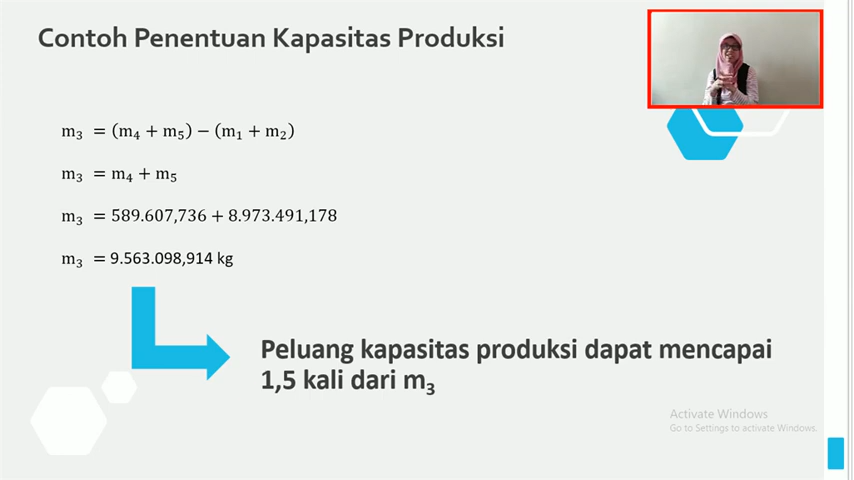 Contoh Penentuan Kapasitas Produksi
m₃ = (m₄ + m₅) − (m₁ + m₂)
m₃ = m₄ + m₅
m₃ = 589.607,736 + 8.973.491,178
m₃ = 9.563.098,914 kg
Peluang kapasitas produksi dapat mencapai
1,5 kali dari m₃
Activate Windows
Go to Settings to activate Windows.